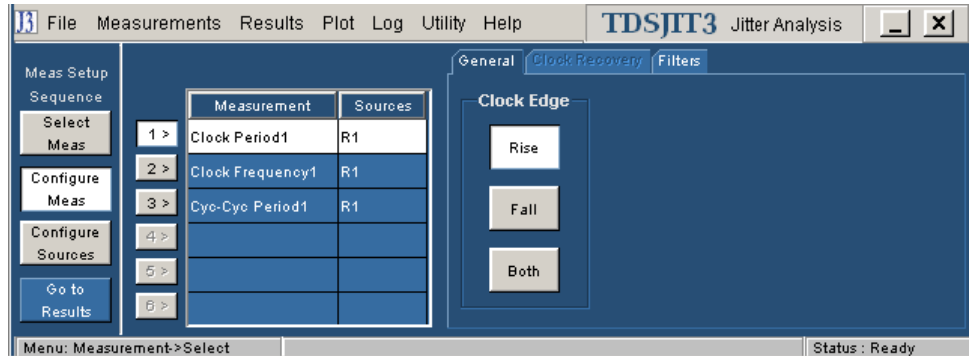 J3 File Measurements Results Plot Log Utility Help TDSJIT3 Jitter Analysis
Meas Setup
Sequence
Select
Meas
Configure
Meas
Configure
Sources
Go to
Results
Measurement Sources
1 > Clock Period1 R1
2 > Clock Frequency1 R1
3 > Cyc-Cyc Period1 R1
4 >
5 >
6 >
General Clock Recovery Filters
Clock Edge
Rise
Fall
Both
Menu: Measurement->Select Status : Ready